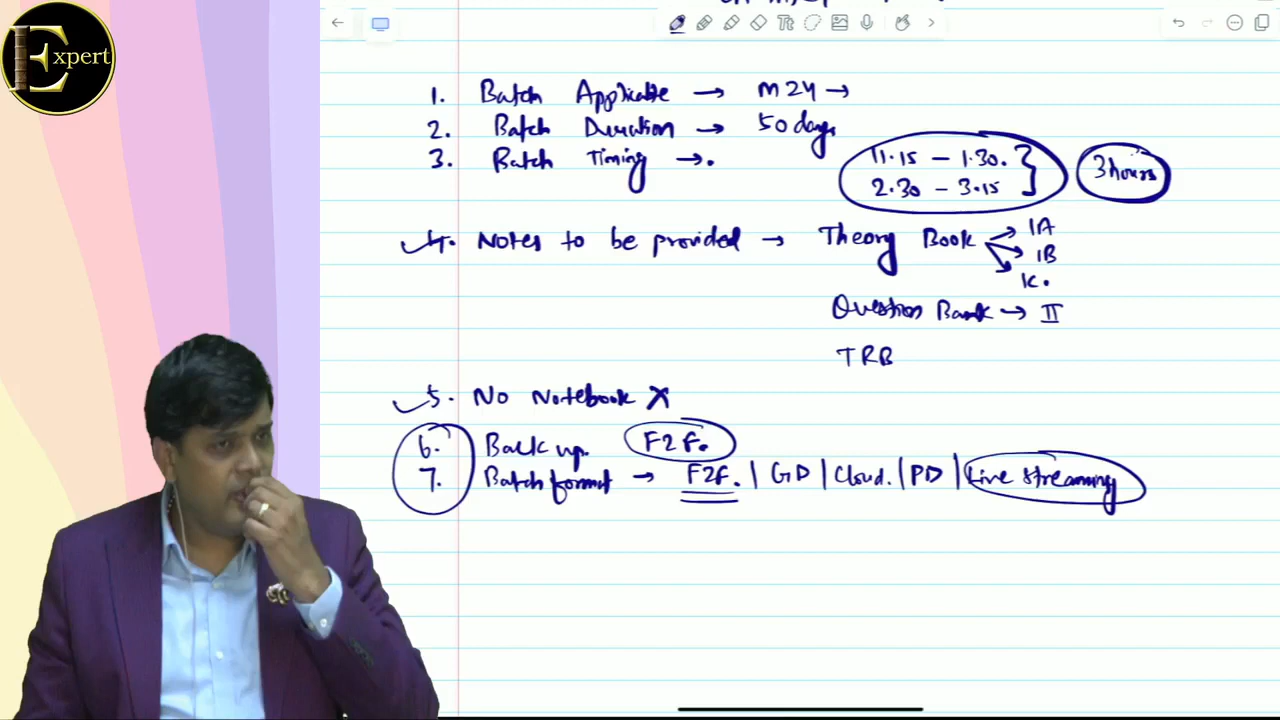 Expert
1. Batch Applicable → M24 →
2. Batch Duration → 50 days
3. Batch Timing →.
11.15 – 1.30. } 3 hours
2.30 – 3.15
4. Notes to be provided → Theory Book → 1A
→ 1B
→ 1C.
Question Bank → II
TRB
5. No Notebook X
6. Back up. F2F.
7. Batch format → F2F. | GD | Cloud. | PD | Live streaming